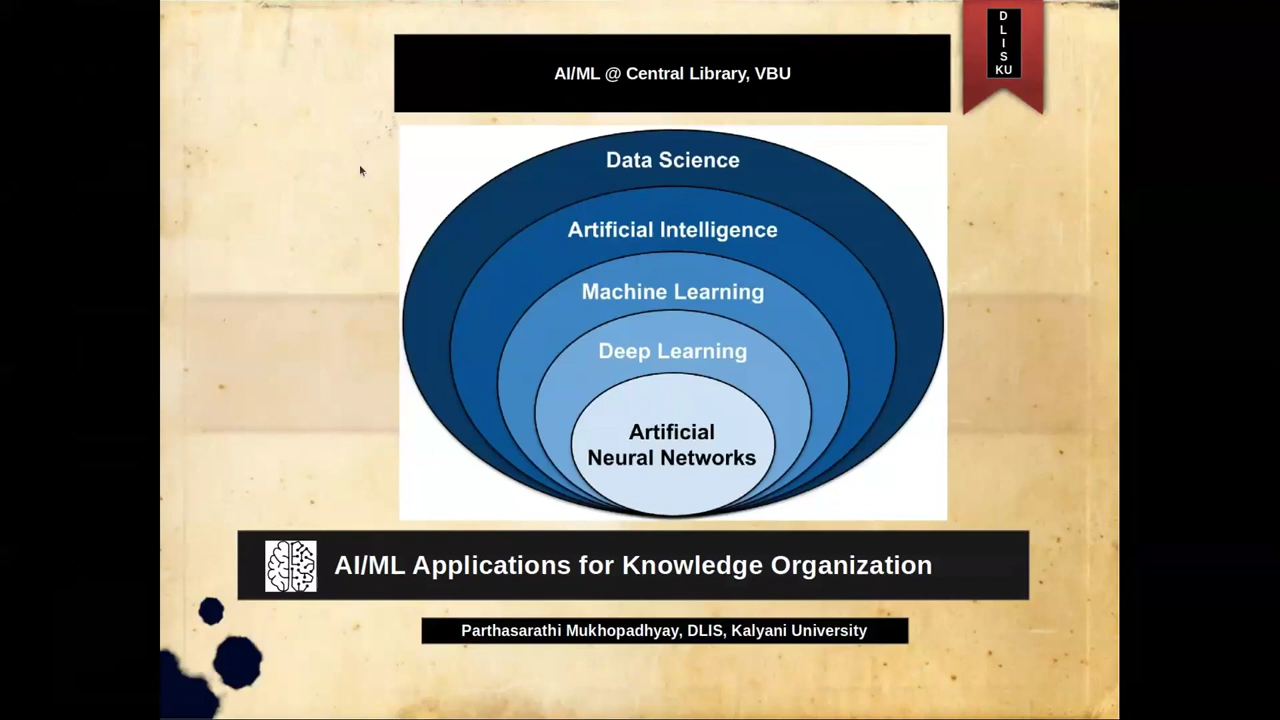 AI/ML @ Central Library, VBU
D
L
I
S
KU
Data Science
Artificial Intelligence
Machine Learning
Deep Learning
Artificial
Neural Networks
AI/ML Applications for Knowledge Organization
Parthasarathi Mukhopadhyay, DLIS, Kalyani University